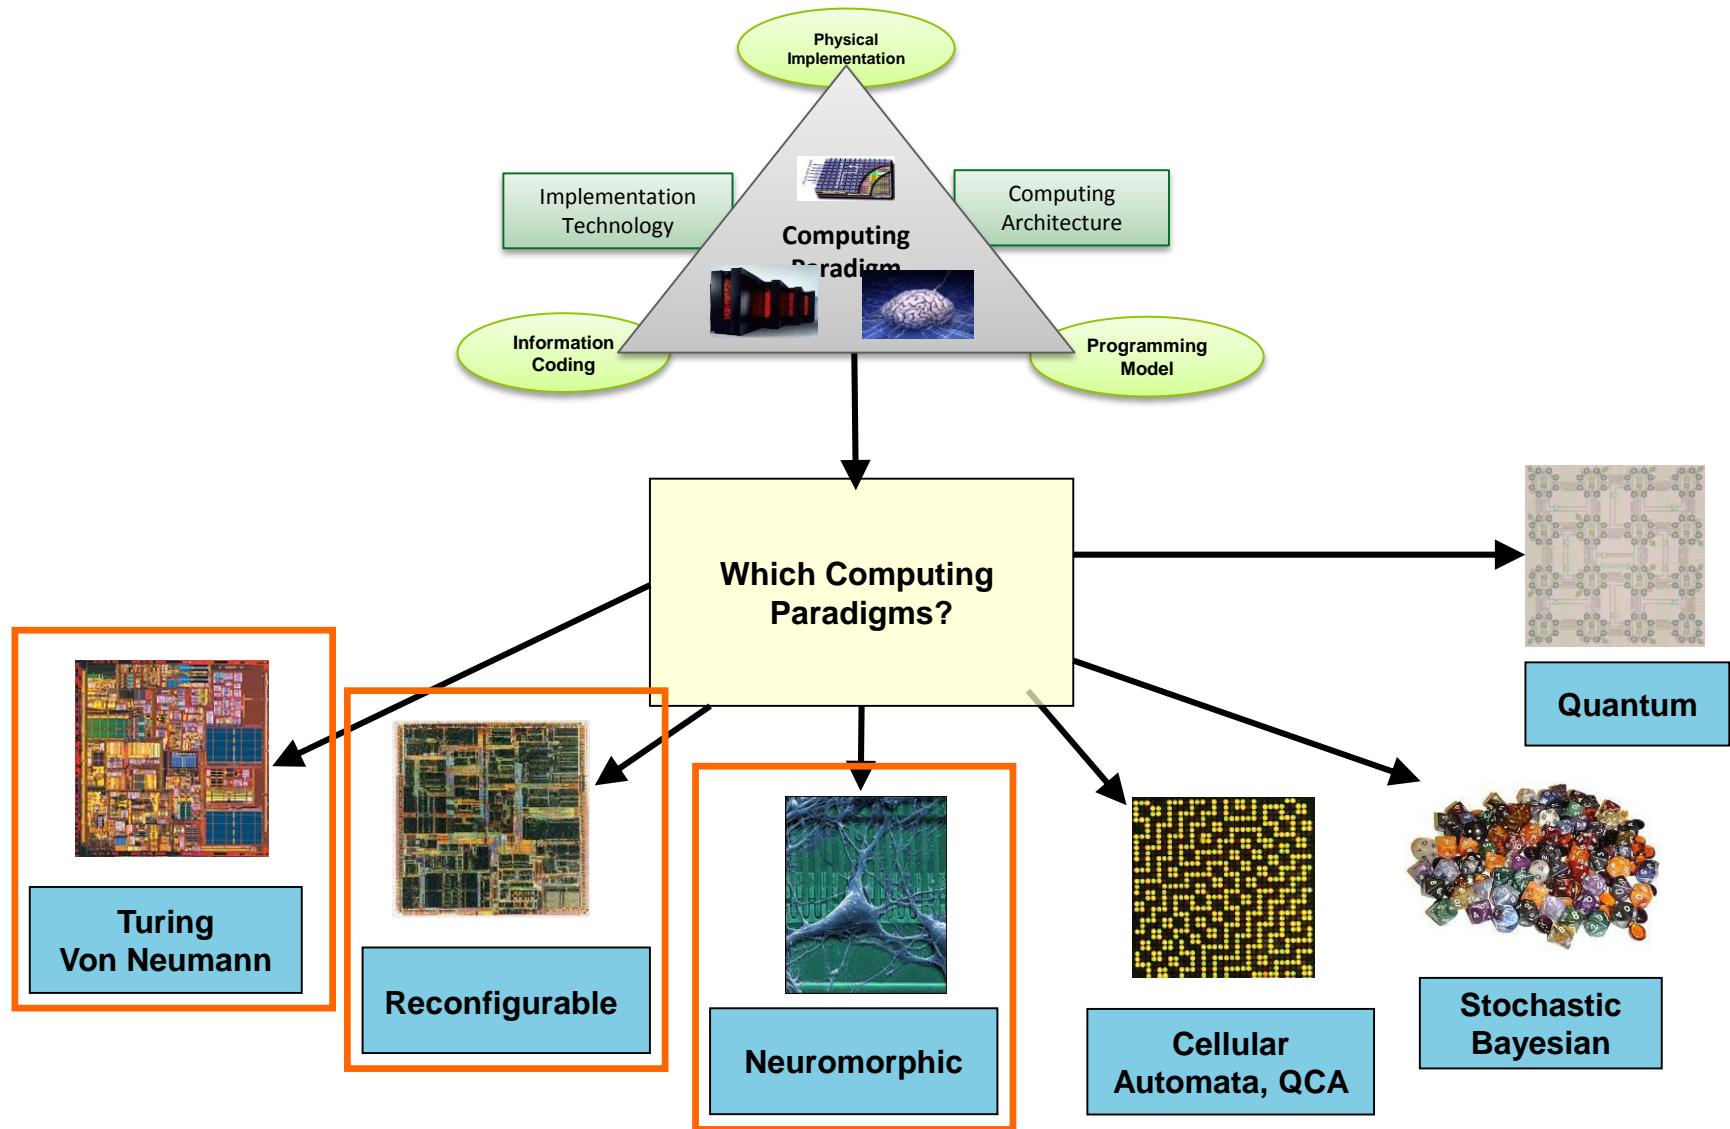 Physical
Implementation
Implementation
Technology
Computing
Architecture
Computing
Paradigm
Information
Coding
Programming
Model
Which Computing
Paradigms?
Quantum
Turing
Von Neumann
Reconfigurable
Neuromorphic
Cellular
Automata, QCA
Stochastic
Bayesian